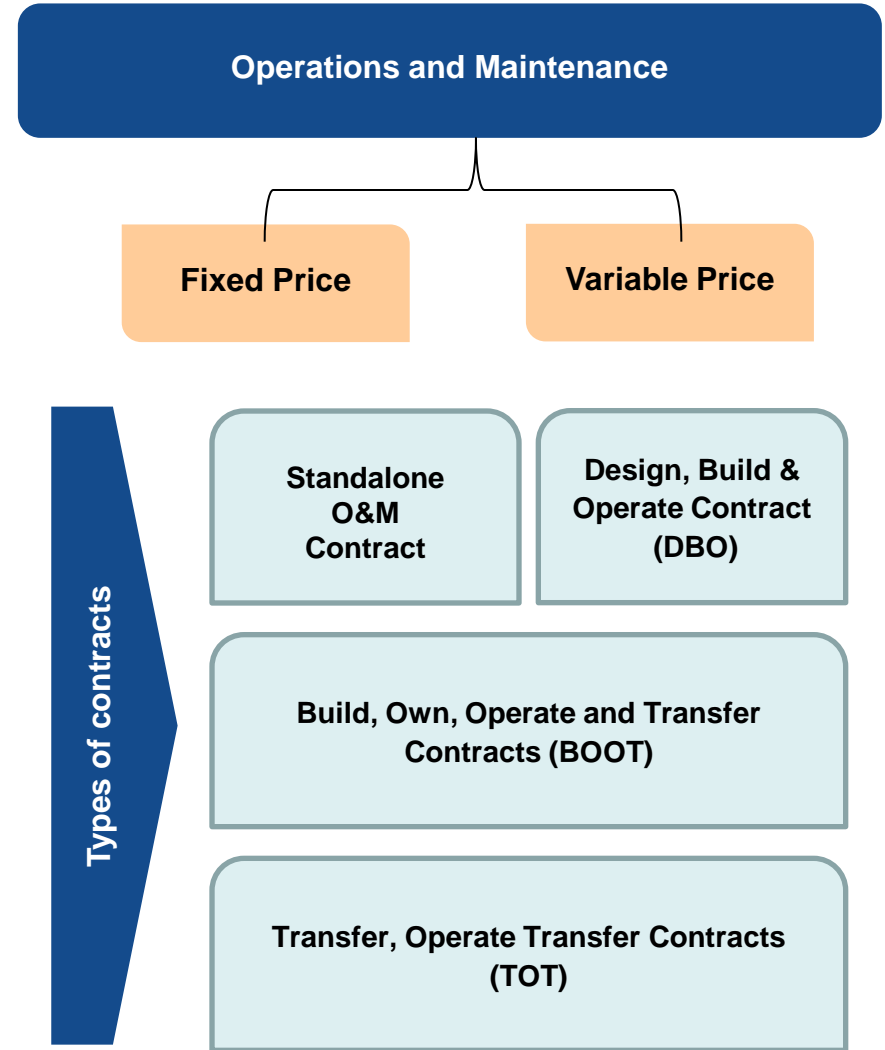 Operations and Maintenance
Fixed Price
Variable Price
Types of contracts
Standalone
O&M
Contract
Design, Build &
Operate Contract
(DBO)
Build, Own, Operate and Transfer
Contracts (BOOT)
Transfer, Operate Transfer Contracts
(TOT)